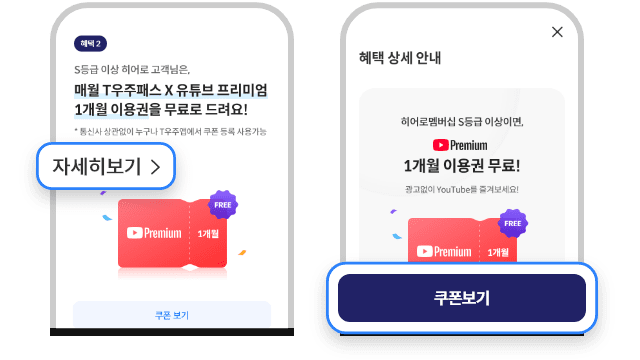 혜택 2
S등급 이상 히어로 고객님은,
매월 T우주패스 X 유튜브 프리미엄
1개월 이용권을 무료로 드려요!
* 통신사 상관없이 누구나 T우주앱에서 쿠폰 등록 사용가능
자세히보기
FREE
Premium
1개월
쿠폰 보기
혜택 상세 안내
히어로멤버십 S등급 이상이면,
Premium
1개월 이용권 무료!
광고없이 YouTube를 즐겨보세요!
FREE
Premium
1개월
쿠폰보기